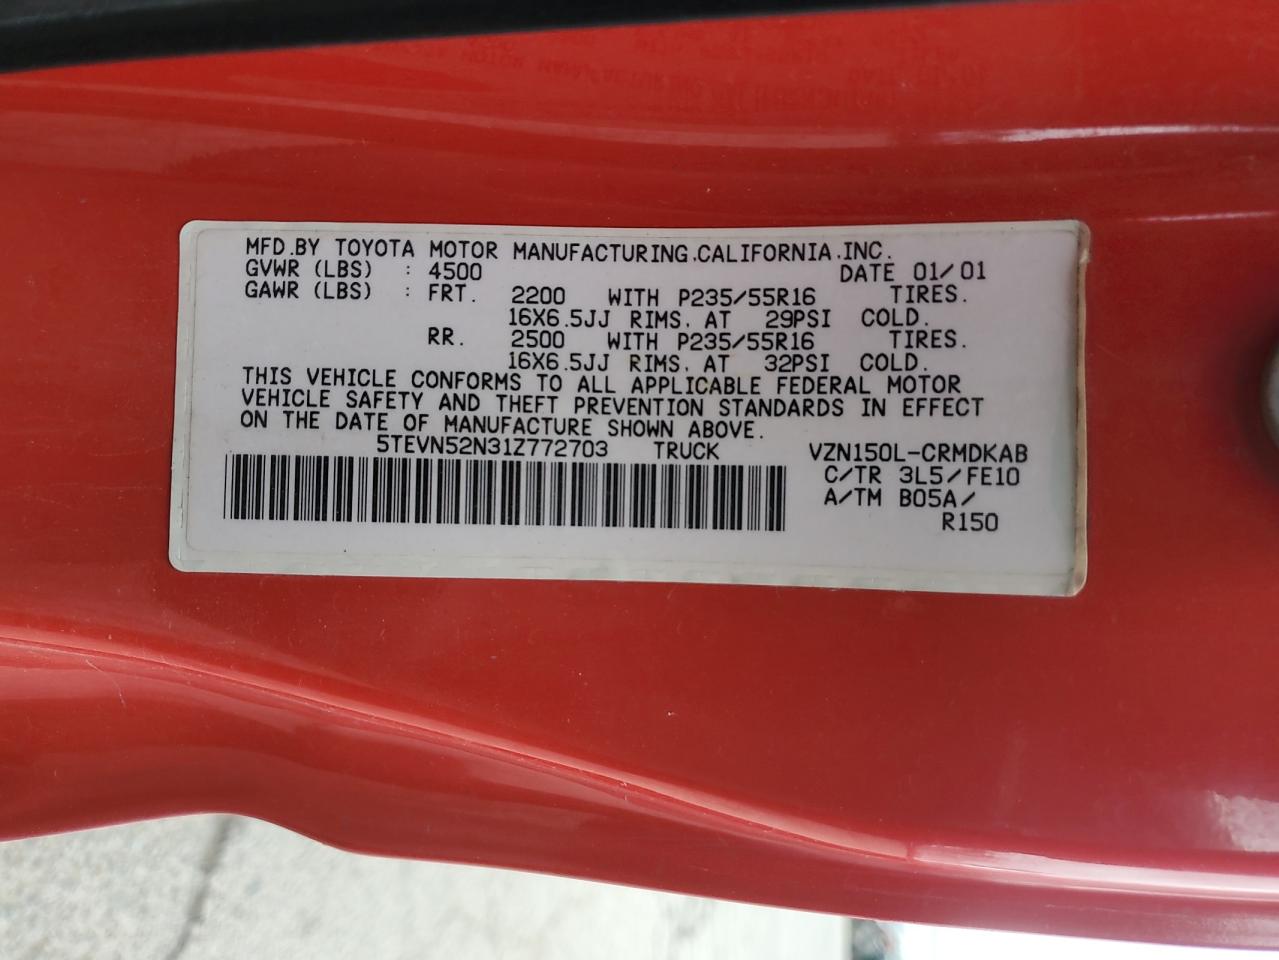 MFD.BY TOYOTA MOTOR MANUFACTURING.CALIFORNIA.INC.
GVWR (LBS) : 4500 DATE 01/01
GAWR (LBS) : FRT. 2200 WITH P235/55R16 TIRES.
16X6.5JJ RIMS. AT 29PSI COLD.
RR. 2500 WITH P235/55R16 TIRES.
16X6.5JJ RIMS. AT 32PSI COLD.
THIS VEHICLE CONFORMS TO ALL APPLICABLE FEDERAL MOTOR
VEHICLE SAFETY AND THEFT PREVENTION STANDARDS IN EFFECT
ON THE DATE OF MANUFACTURE SHOWN ABOVE.
5TEVN52N31Z772703 TRUCK VZN150L-CRMDKAB
C/TR 3L5/FE10
A/TM B05A/
R150